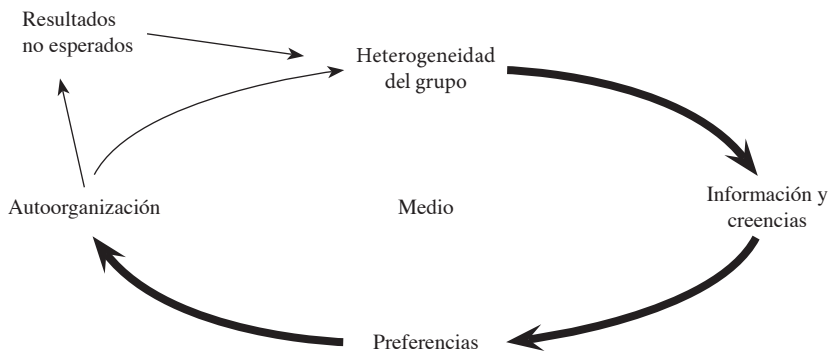 Resultados
no esperados
Heterogeneidad
del grupo
Autoorganización
Medio
Información y
creencias
Preferencias